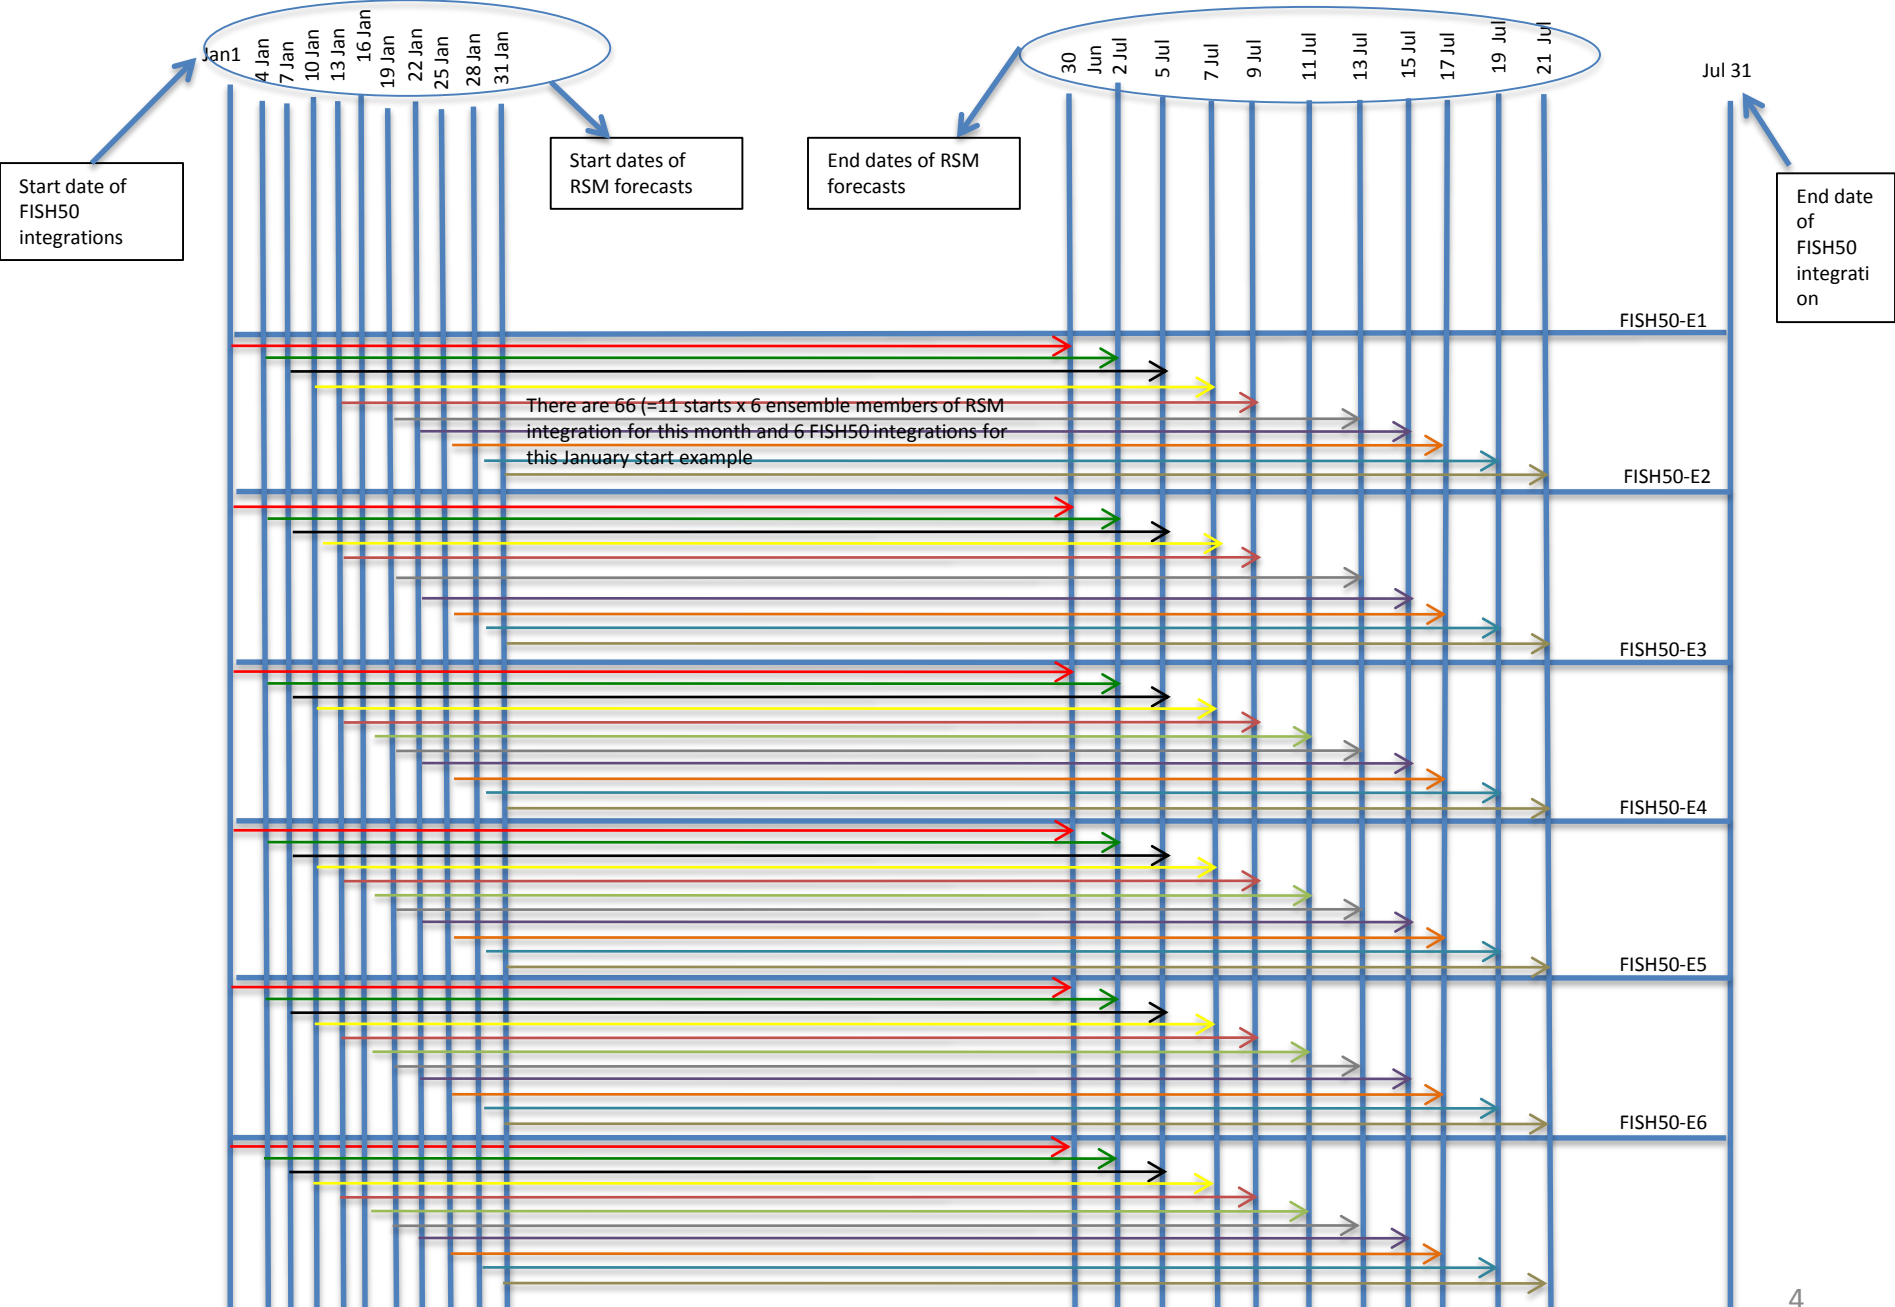 Jan1
4 Jan
7 Jan
10 Jan
13 Jan
16 Jan
19 Jan
22 Jan
25 Jan
28 Jan
31 Jan
30
Jun
2 Jul
5 Jul
7 Jul
9 Jul
11 Jul
13 Jul
15 Jul
17 Jul
19 Jul
21 Jul
Jul 31
Start date of
FISH50
integrations
Start dates of
RSM forecasts
End dates of RSM
forecasts
End date
of
FISH50
integrati
on
FISH50-E1
There are 66 (=11 starts x 6 ensemble members of RSM
integration for this month and 6 FISH50 integrations for
this January start example
FISH50-E2
FISH50-E3
FISH50-E4
FISH50-E5
FISH50-E6
4